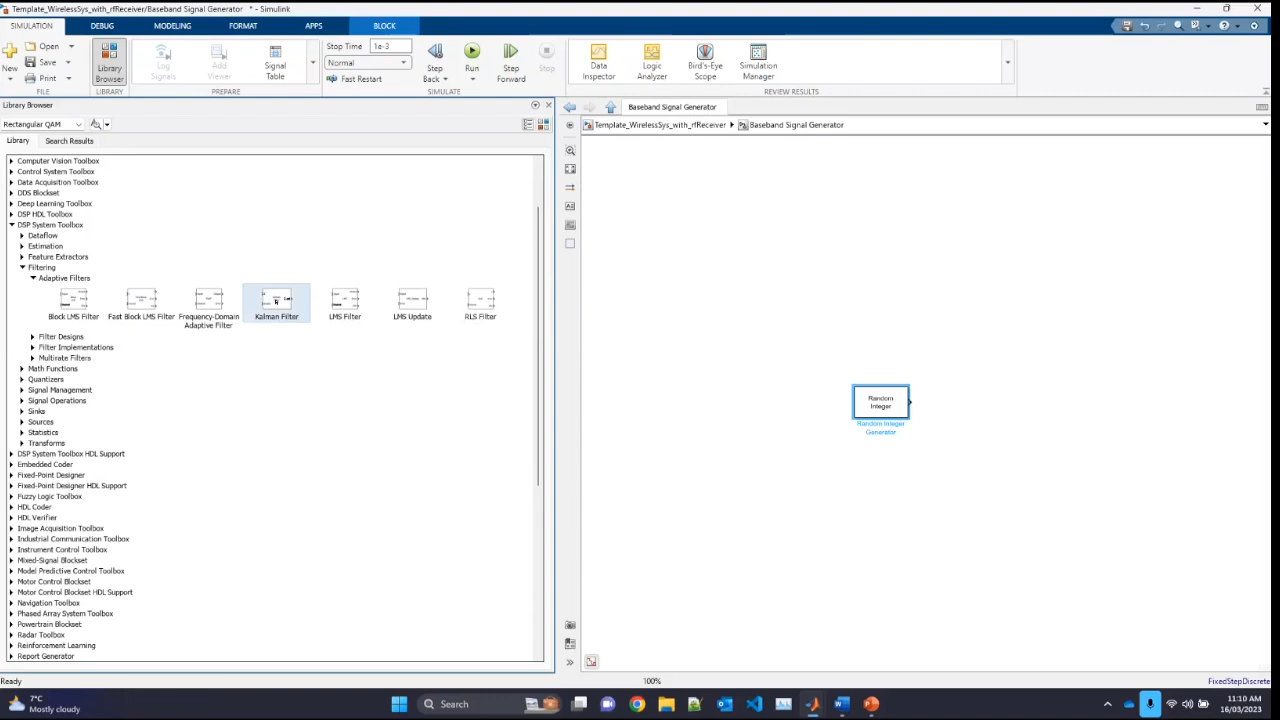 Template_WirelessSys_with_rfReceiver/Baseband Signal Generator * - Simulink
SIMULATION DEBUG MODELING FORMAT APPS BLOCK
New
Open
Save
Print
FILE
Library
Browser
LIBRARY
Log
Signals
Add
Viewer
Signal
Table
PREPARE
Stop Time 1e-3
Normal
Fast Restart
Step
Back
Run
Step
Forward
Stop
SIMULATE
Data
Inspector
Logic
Analyzer
Bird's-Eye
Scope
Simulation
Manager
REVIEW RESULTS
Library Browser
Rectangular QAM
Library Search Results
Computer Vision Toolbox
Control System Toolbox
Data Acquisition Toolbox
DDS Blockset
Deep Learning Toolbox
DSP HDL Toolbox
DSP System Toolbox
Dataflow
Estimation
Feature Extractors
Filtering
Adaptive Filters
Block LMS Filter
Fast Block LMS Filter
Frequency-Domain
Adaptive Filter
Kalman Filter
LMS Filter
LMS Update
RLS Filter
Filter Designs
Filter Implementations
Multirate Filters
Math Functions
Quantizers
Signal Management
Signal Operations
Sinks
Sources
Statistics
Transforms
DSP System Toolbox HDL Support
Embedded Coder
Fixed-Point Designer
Fixed-Point Designer HDL Support
Fuzzy Logic Toolbox
HDL Coder
HDL Verifier
Image Acquisition Toolbox
Industrial Communication Toolbox
Instrument Control Toolbox
Mixed-Signal Blockset
Model Predictive Control Toolbox
Motor Control Blockset
Motor Control Blockset HDL Support
Navigation Toolbox
Phased Array System Toolbox
Powertrain Blockset
Radar Toolbox
Reinforcement Learning
Report Generator
Baseband Signal Generator
Template_WirelessSys_with_rfReceiver Baseband Signal Generator
Random
Integer
Random Integer
Generator
Ready
100%
FixedStepDiscrete
7°C
Mostly cloudy
Search
11:10 AM
16/03/2023